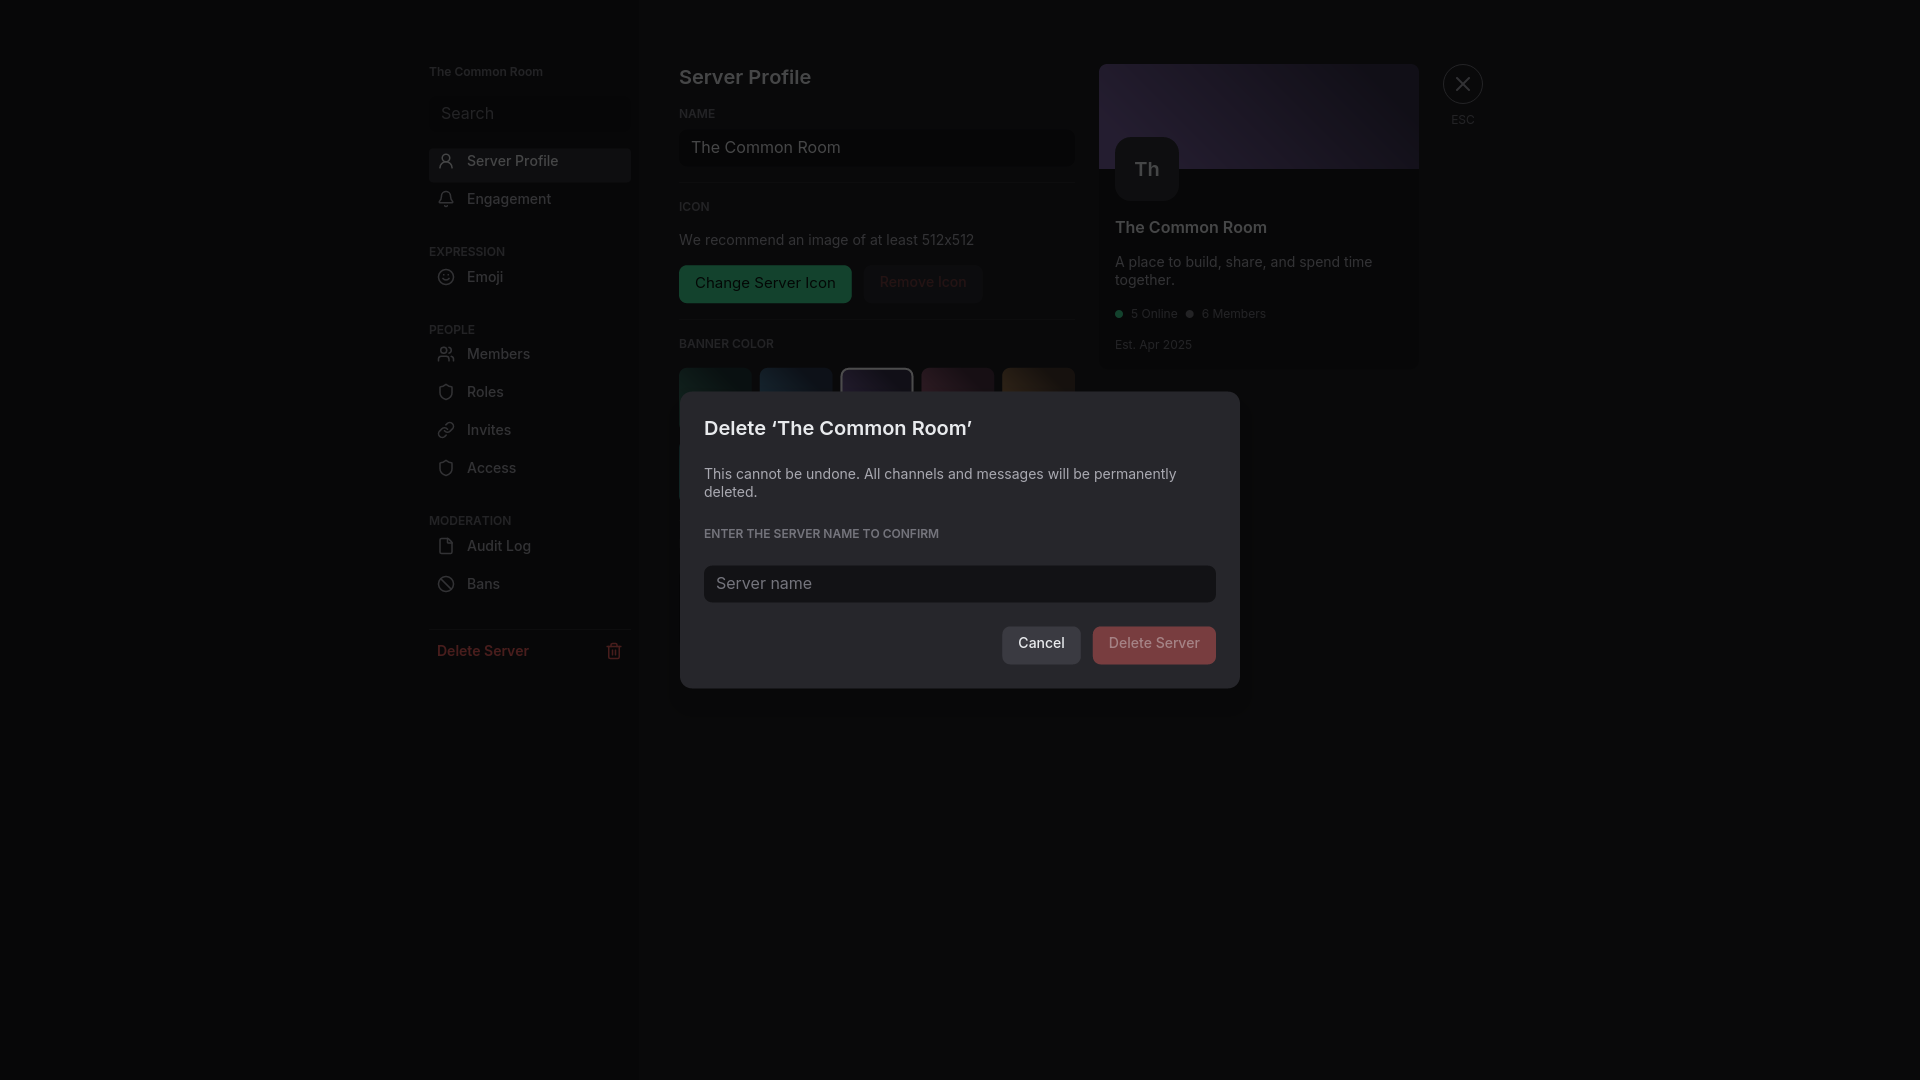 The Common Room
Search
Server Profile
Engagement
EXPRESSION
Emoji
PEOPLE
Members
Roles
Invites
Access
MODERATION
Audit Log
Bans
Delete Server
Server Profile
NAME
The Common Room
ICON
We recommend an image of at least 512x512
Change Server Icon
Remove Icon
BANNER COLOR
Th
The Common Room
A place to build, share, and spend time
together.
5 Online
6 Members
Est. Apr 2025
ESC
Delete ‘The Common Room’
This cannot be undone. All channels and messages will be permanently
deleted.
ENTER THE SERVER NAME TO CONFIRM
Server name
Cancel
Delete Server